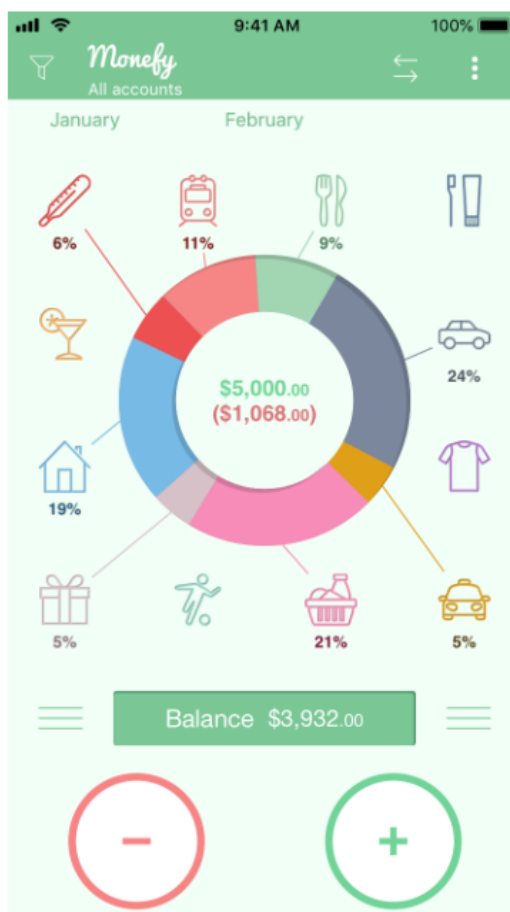 9:41 AM 100%
Monefy
All accounts
January February
6% 11% 9%
24%
$5,000.00
($1,068.00)
19%
5% 21% 5%
Balance $3,932.00